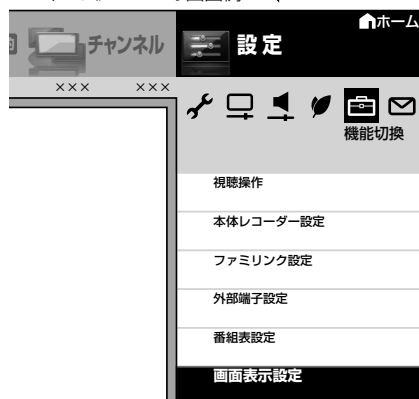 ホーム
チャンネル
設定
××× ×××
機能切換
視聴操作
本体レコーダー設定
ファミリンク設定
外部端子設定
番組表設定
画面表示設定